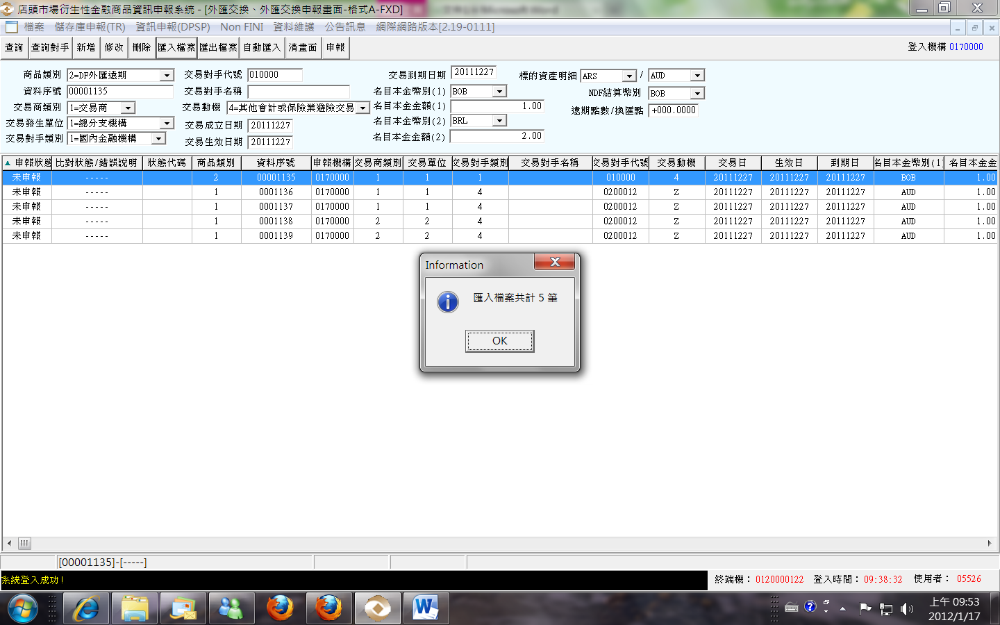 店頭市場衍生性金融商品資訊申報系統 - [外匯交換、外匯交換申報畫面-格式A-FXD]
檔案 儲存庫申報(TR) 資訊申報(DPSP) Non FINI 資料維護 公告訊息 網際網路版本[2.19-0111]
查詢 查詢對手 新增 修改 刪除 匯入檔案 匯出檔案 自動匯入 清畫面 申報 登入機構 0170000
商品類別 2=DF外匯遠期 交易對手代號 010000 交易到期日期 20111227 標的資產明細 ARS / AUD
資料序號 00001135 交易對手名稱 名目本金幣別(1) BOB NDF結算幣別 BOB
交易商類別 1=交易商 交易動機 4=其他會計或保險業避險交易 名目本金金額(1) 1.00 遠期點數/換匯點 +000.0000
交易發生單位 1=總分支機構 交易成立日期 20111227 名目本金幣別(2) BRL
交易對手類別 1=國內金融機構 交易生效日期 20111227 名目本金金額(2) 2.00
申報狀態 比對狀態/錯誤說明 狀態代碼 商品類別 資料序號 申報機構 交易商類別 交易單位 交易對手類別 交易對手名稱 交易對手代號 交易動機 交易日 生效日 到期日 名目本金幣別(1) 名目本金金
未申報 ----- 2 00001135 0170000 1 1 1 010000 4 20111227 20111227 20111227 BOB 1.00
未申報 ----- 1 0001136 0170000 1 1 4 0200012 Z 20111227 20111227 20111227 AUD 1.00
未申報 ----- 1 0001137 0170000 1 1 4 0200012 Z 20111227 20111227 20111227 AUD 1.00
未申報 ----- 1 0001138 0170000 2 2 4 0200012 Z 20111227 20111227 20111227 AUD 1.00
未申報 ----- 1 0001139 0170000 2 2 4 0200012 Z 20111227 20111227 20111227 AUD 1.00
Information
匯入檔案共計 5 筆
OK
[00001135]-[-----]
系統登入成功! 終端機： 0120000122 登入時間： 09:38:32 使用者： 05526
上午 09:53
2012/1/17